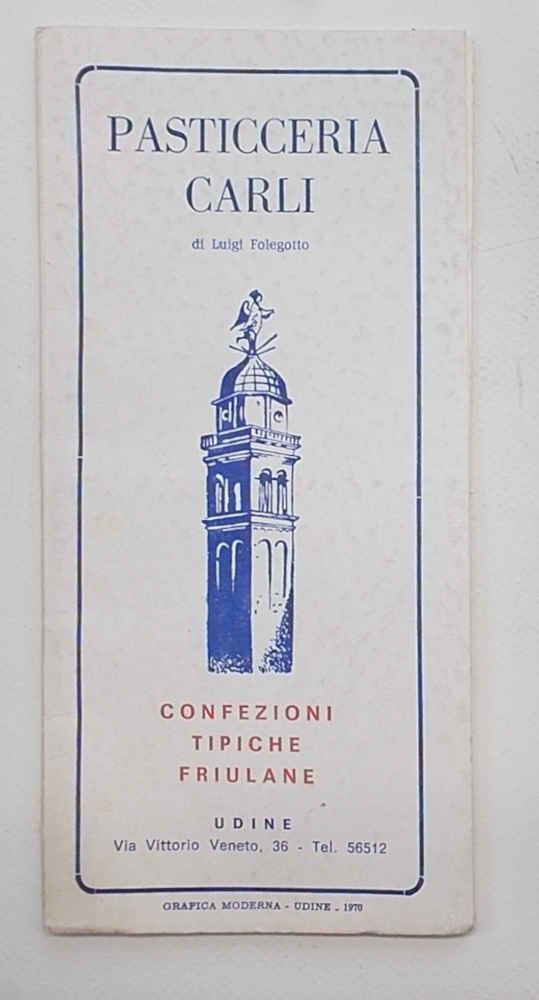 PASTICCERIA
CARLI
di Luigi Folegotto
CONFEZIONI
TIPICHE
FRIULANE
UDINE
Via Vittorio Veneto, 36 - Tel. 56512
GRAFICA MODERNA - UDINE - 1970